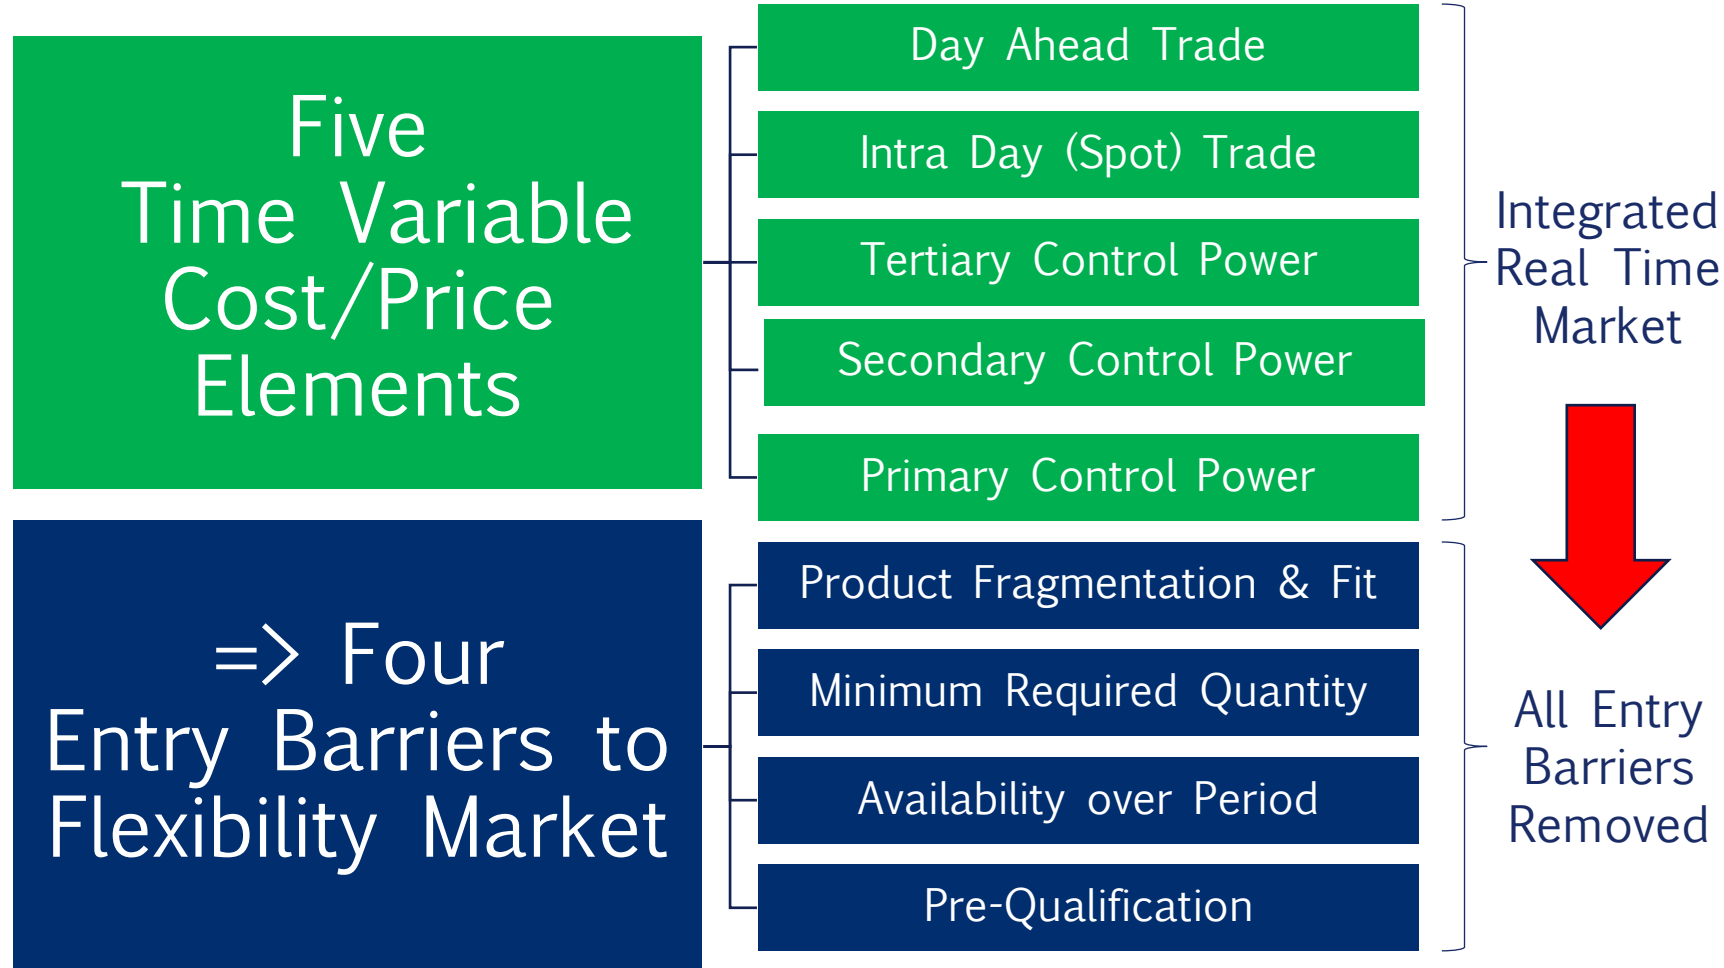 Five
Time Variable
Cost/Price
Elements
Day Ahead Trade
Intra Day (Spot) Trade
Tertiary Control Power
Secondary Control Power
Primary Control Power
Integrated
Real Time
Market
=> Four
Entry Barriers to
Flexibility Market
Product Fragmentation & Fit
Minimum Required Quantity
Availability over Period
Pre-Qualification
All Entry
Barriers
Removed